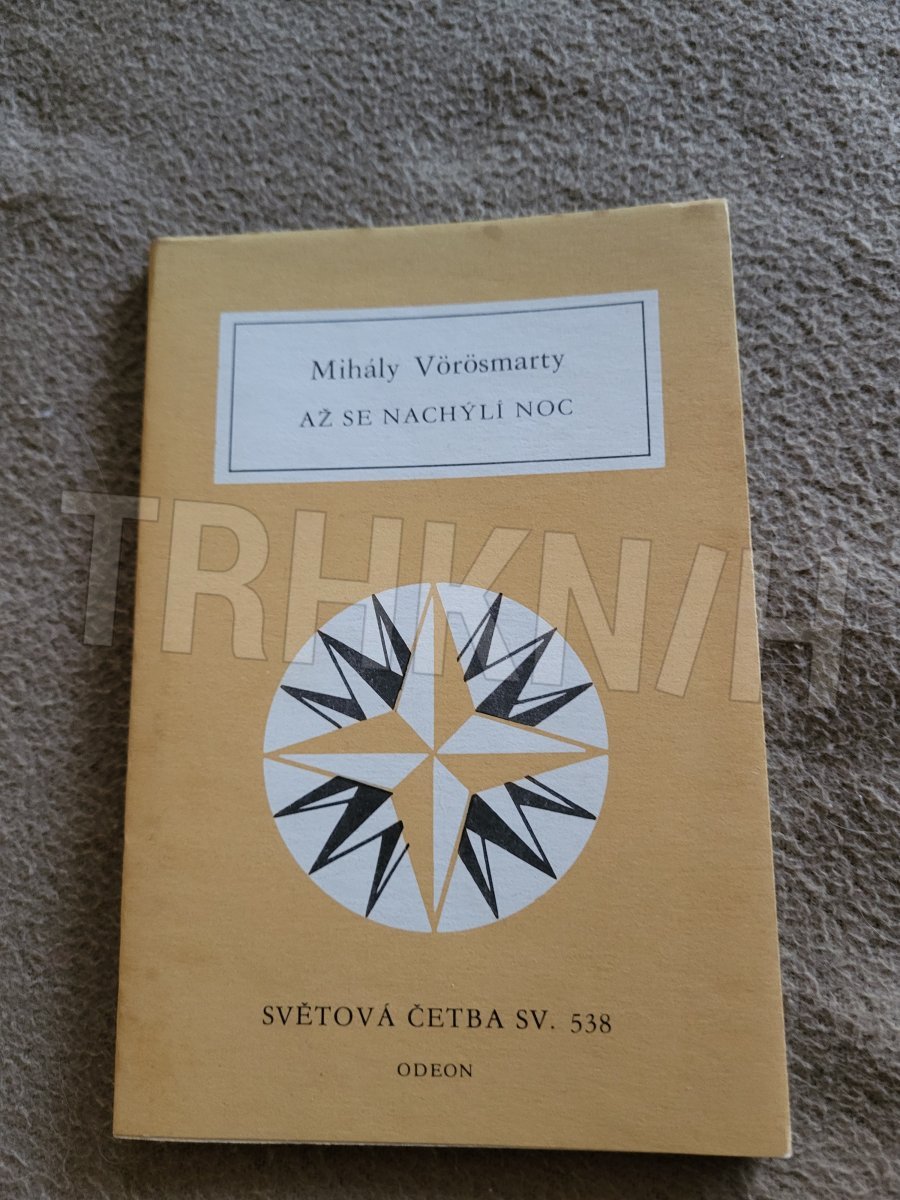 Mihály Vörösmarty
AŽ SE NACHÝLÍ NOC
TRHKNIH
SVĚTOVÁ ČETBA SV. 538
ODEON